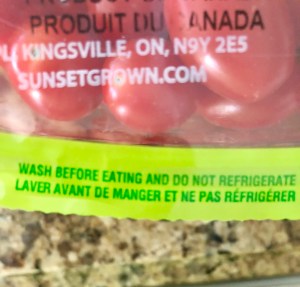 PRODUIT DU CANADA
KINGSVILLE, ON, N9Y 2E5
SUNSETGROWN.COM
WASH BEFORE EATING AND DO NOT REFRIGERATE
LAVER AVANT DE MANGER ET NE PAS RÉFRIGÉRER